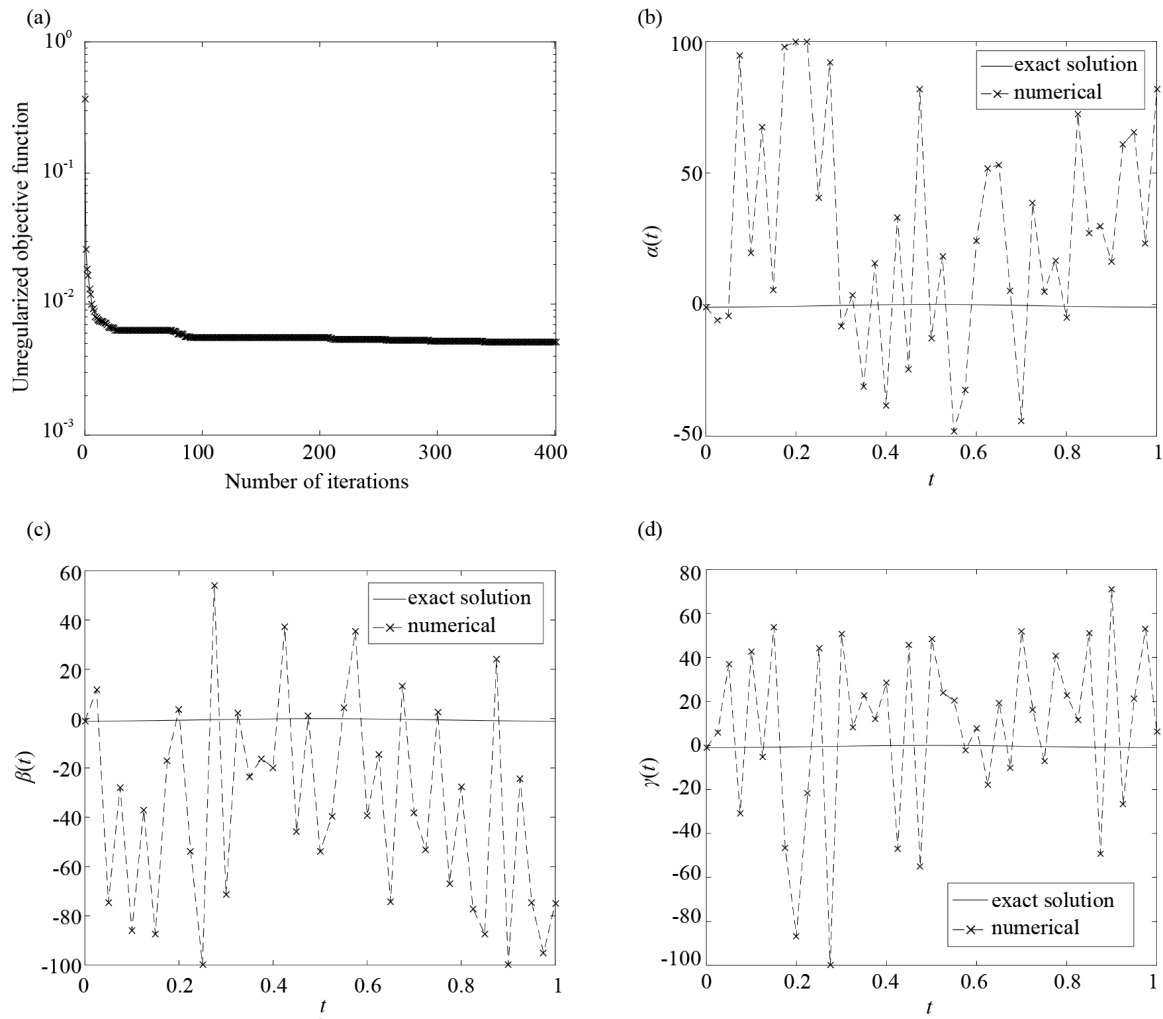 (a)
Unregularized objective function
10^0
10^-1
10^-2
10^-3
0
100
200
300
400
Number of iterations
(b)
α(t)
100
50
0
-50
0
0.2
0.4
0.6
0.8
1
t
exact solution
numerical
(c)
β(t)
60
40
20
0
-20
-40
-60
-80
-100
0
0.2
0.4
0.6
0.8
1
t
exact solution
numerical
(d)
γ(t)
80
60
40
20
0
-20
-40
-60
-80
-100
0
0.2
0.4
0.6
0.8
1
t
exact solution
numerical